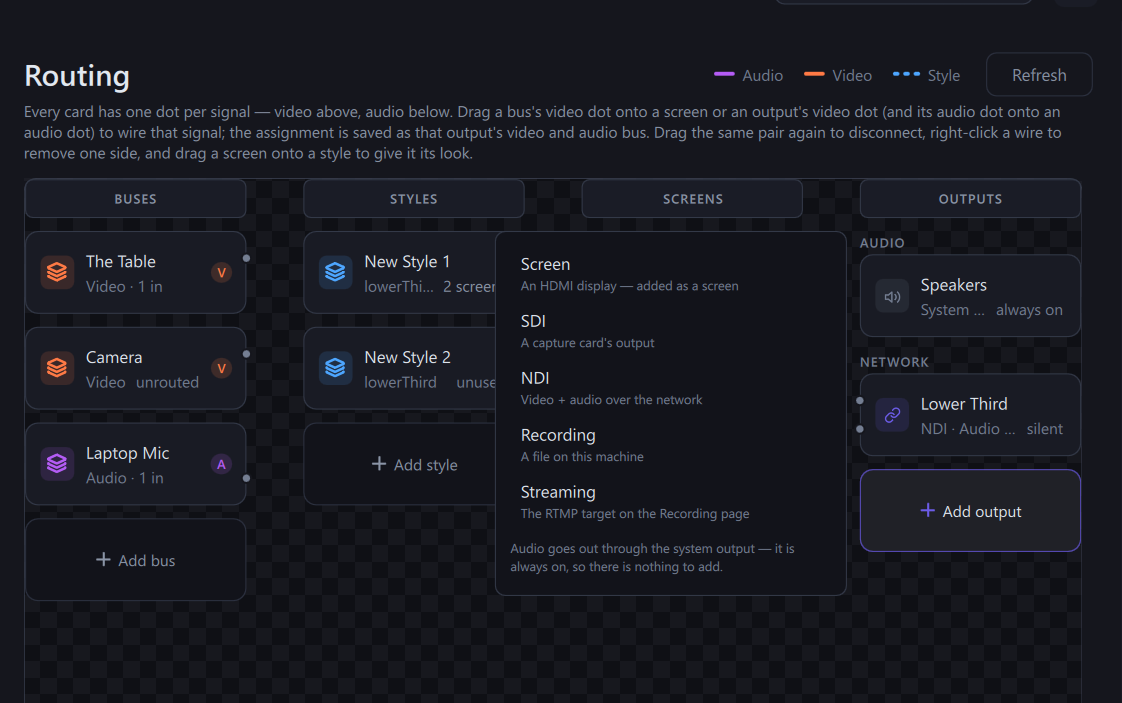 Routing
Audio
Video
Style
Refresh
Every card has one dot per signal — video above, audio below. Drag a bus's video dot onto a screen or an output's video dot (and its audio dot onto an
audio dot) to wire that signal; the assignment is saved as that output's video and audio bus. Drag the same pair again to disconnect, right-click a wire to
remove one side, and drag a screen onto a style to give it its look.
BUSES
The Table
Video · 1 in
V
Camera
Video unrouted
V
Laptop Mic
Audio · 1 in
A
+ Add bus
STYLES
New Style 1
lowerThi... 2 screen
New Style 2
lowerThird unuse
+ Add style
SCREENS
Screen
An HDMI display — added as a screen
SDI
A capture card's output
NDI
Video + audio over the network
Recording
A file on this machine
Streaming
The RTMP target on the Recording page
Audio goes out through the system output — it is
always on, so there is nothing to add.
OUTPUTS
AUDIO
Speakers
System ... always on
NETWORK
Lower Third
NDI · Audio ... silent
+ Add output